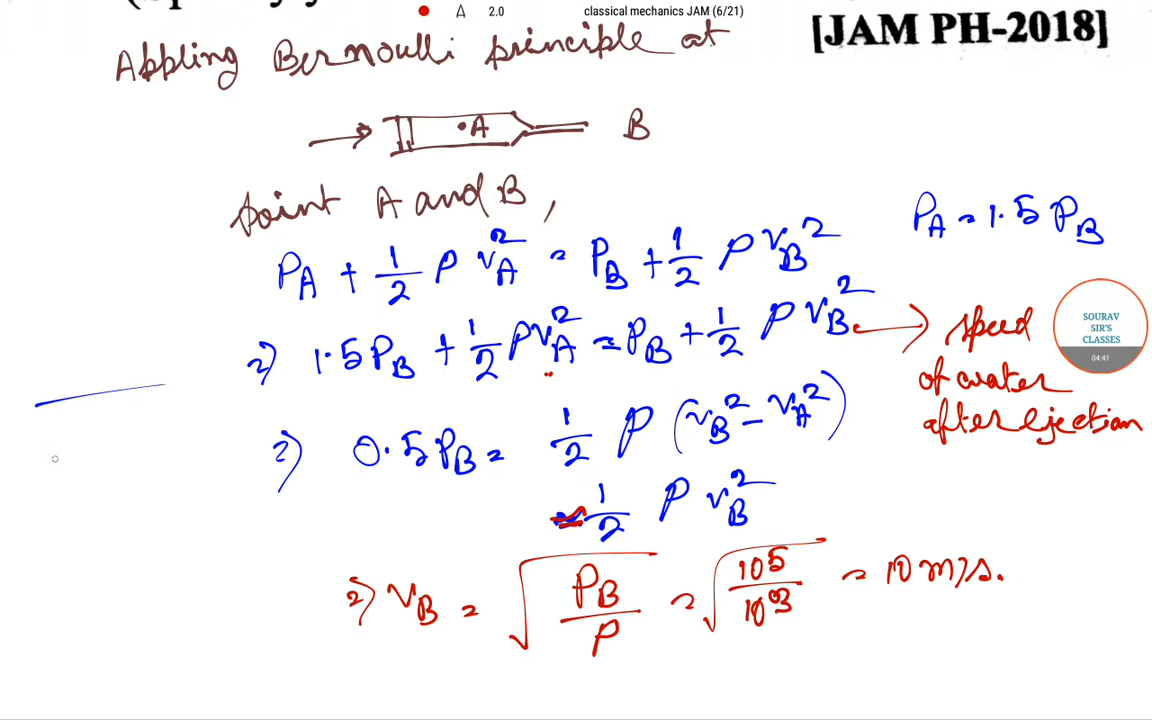 A 2.0 classical mechanics JAM (6/21)
[JAM PH-2018]
Appling Bernoulli principle at
A B
point A and B,
P_A = 1.5 P_B
P_A + 1/2 ρ v_A^2 = P_B + 1/2 ρ v_B^2
⇒ 1.5 P_B + 1/2 ρ v_A^2 = P_B + 1/2 ρ v_B^2 → speed
of water
after ejection
SOURAV
SIR'S
CLASSES
04:41
⇒ 0.5 P_B = 1/2 ρ (v_B^2 - v_A^2)
1/2 ρ v_B^2
⇒ v_B = √(P_B/ρ) = √(10^5/10^03) = 10 m/s.